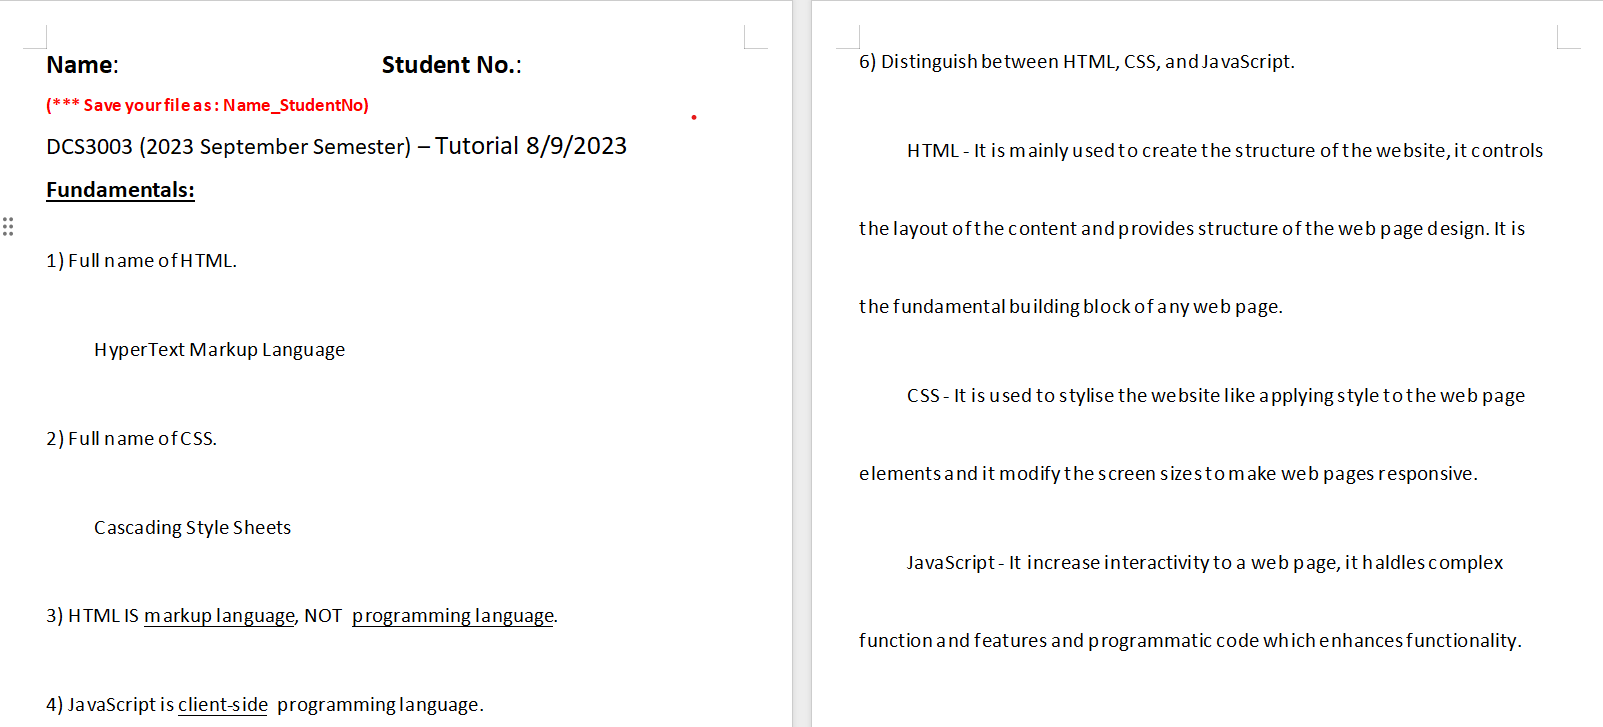 Name: Student No.:
(*** Save your file as : Name_StudentNo)
DCS3003 (2023 September Semester) – Tutorial 8/9/2023
Fundamentals:
1) Full name of HTML.
HyperText Markup Language
2) Full name of CSS.
Cascading Style Sheets
3) HTML IS markup language, NOT programming language.
4) JavaScript is client-side programming language.
6) Distinguish between HTML, CSS, and JavaScript.
HTML - It is mainly used to create the structure of the website, it controls
the layout of the content and provides structure of the web page design. It is
the fundamental building block of any web page.
CSS - It is used to stylise the website like applying style to the web page
elements and it modify the screen sizes to make web pages responsive.
JavaScript - It increase interactivity to a web page, it haldles complex
function and features and programmatic code which enhances functionality.